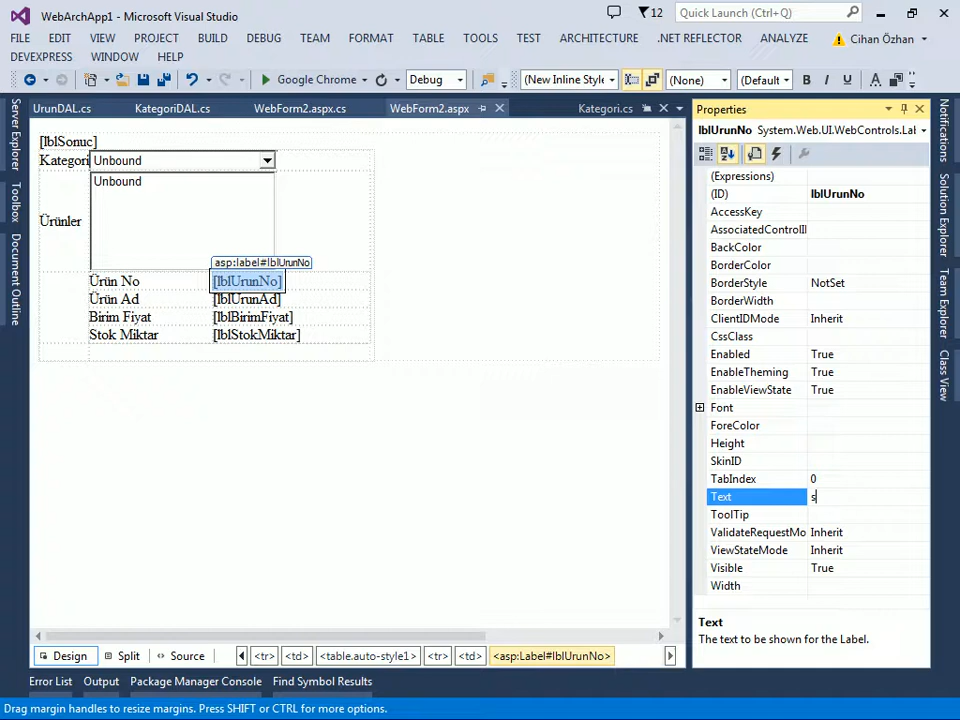 WebArchApp1 - Microsoft Visual Studio
12
Quick Launch (Ctrl+Q)
FILE EDIT VIEW PROJECT BUILD DEBUG TEAM FORMAT TABLE TOOLS TEST ARCHITECTURE .NET REFLECTOR ANALYZE
Cihan Özhan
DEVEXPRESS WINDOW HELP
Google Chrome
Debug
(New Inline Style
(None)
(Default
B I U A
UrunDAL.cs KategoriDAL.cs WebForm2.aspx.cs WebForm2.aspx Kategori.cs
Server Explorer
Toolbox
Document Outline
[lblSonuc]
Kategori Unbound
Unbound
Ürünler
asp:label#lblUrunNo
Ürün No [lblUrunNo]
Ürün Ad [lblUrunAd]
Birim Fiyat [lblBirimFiyat]
Stok Miktar [lblStokMiktar]
Properties
lblUrunNo System.Web.UI.WebControls.Lal
(Expressions)
(ID) lblUrunNo
AccessKey
AssociatedControlII
BackColor
BorderColor
BorderStyle NotSet
BorderWidth
ClientIDMode Inherit
CssClass
Enabled True
EnableTheming True
EnableViewState True
Font
ForeColor
Height
SkinID
TabIndex 0
Text s
ToolTip
ValidateRequestMo Inherit
ViewStateMode Inherit
Visible True
Width
Text
The text to be shown for the Label.
Notifications
Solution Explorer
Team Explorer
Class View
Design Split Source <tr> <td> <table.auto-style1> <tr> <td> <asp:Label#lblUrunNo>
Error List Output Package Manager Console Find Symbol Results
Drag margin handles to resize margins. Press SHIFT or CTRL for more options.